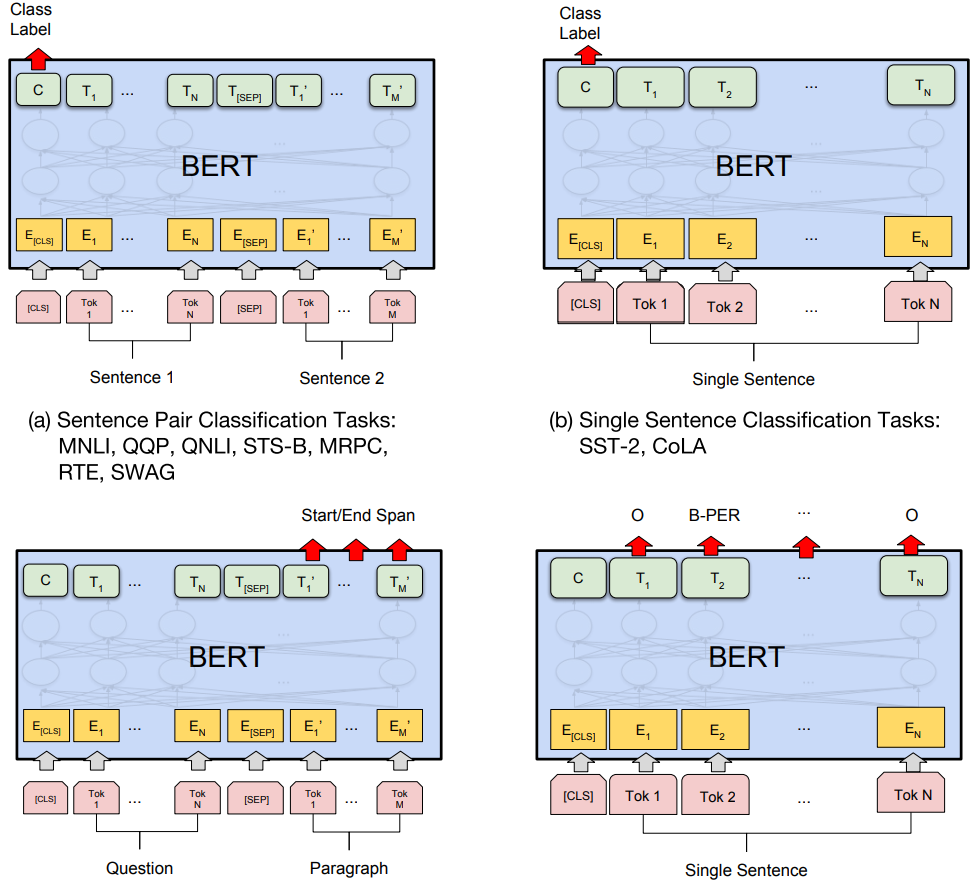 Class
Label
C T1 ... TN T[SEP] T1’ ... TM’
...
BERT
...
E[CLS] E1 ... EN E[SEP] E1’ ... EM’
[CLS] Tok 1 ... Tok N [SEP] Tok 1 ... Tok M
Sentence 1 Sentence 2
(a) Sentence Pair Classification Tasks:
MNLI, QQP, QNLI, STS-B, MRPC,
RTE, SWAG
Class
Label
C T1 T2 ... TN
...
BERT
...
E[CLS] E1 E2 ... EN
[CLS] Tok 1 Tok 2 ... Tok N
Single Sentence
(b) Single Sentence Classification Tasks:
SST-2, CoLA
Start/End Span
C T1 ... TN T[SEP] T1’ ... TM’
...
BERT
...
E[CLS] E1 ... EN E[SEP] E1’ ... EM’
[CLS] Tok 1 ... Tok N [SEP] Tok 1 ... Tok M
Question Paragraph
O B-PER ... O
C T1 T2 ... TN
...
BERT
...
E[CLS] E1 E2 ... EN
[CLS] Tok 1 Tok 2 ... Tok N
Single Sentence